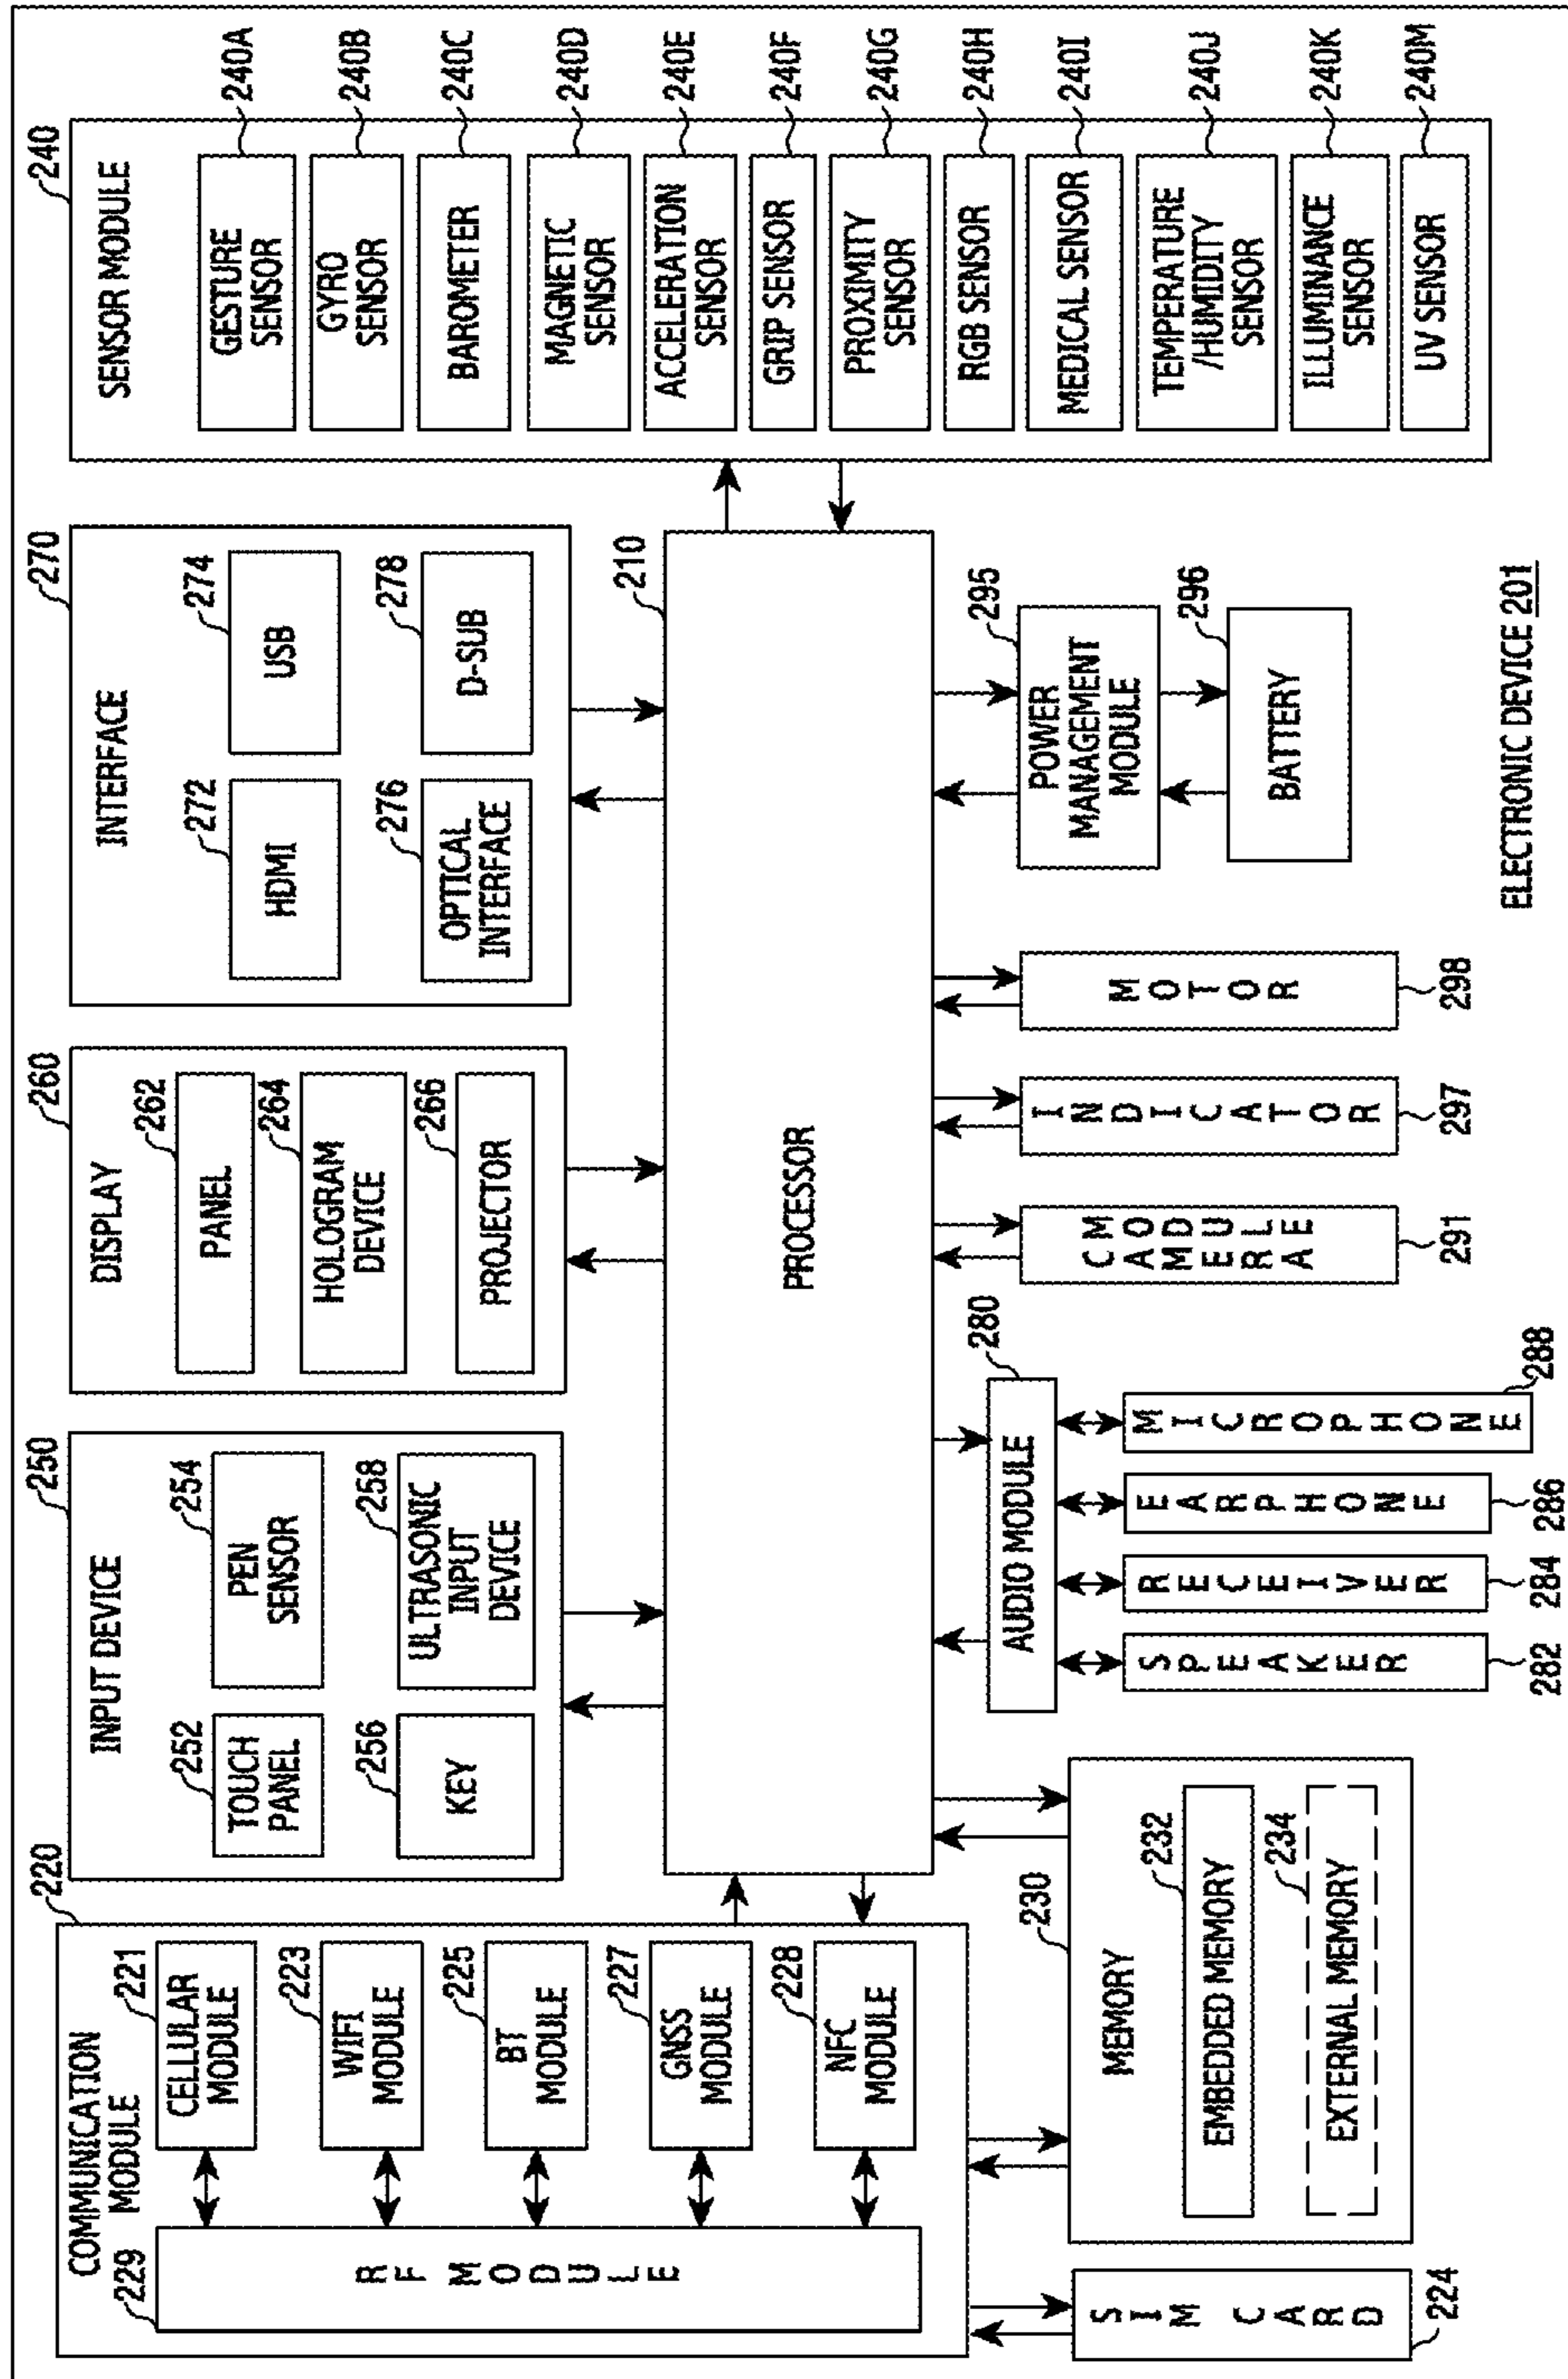 COMMUNICATION
MODULE
220
229
RF MODULE
221
CELLULAR
MODULE
223
WIFI
MODULE
225
BT
MODULE
227
GNSS
MODULE
228
NFC
MODULE
SIM CARD
224
INPUT DEVICE
250
252
TOUCH
PANEL
254
PEN
SENSOR
256
KEY
258
ULTRASONIC
INPUT
DEVICE
DISPLAY
260
262
PANEL
264
HOLOGRAM
DEVICE
266
PROJECTOR
INTERFACE
270
272
HDMI
274
USB
276
OPTICAL
INTERFACE
278
D-SUB
SENSOR MODULE
240
GESTURE
SENSOR
240A
GYRO
SENSOR
240B
BAROMETER
240C
MAGNETIC
SENSOR
240D
ACCELERATION
SENSOR
240E
GRIP SENSOR
240F
PROXIMITY
SENSOR
240G
RGB SENSOR
240H
MEDICAL SENSOR
240I
TEMPERATURE
/HUMIDITY
SENSOR
240J
ILLUMINANCE
SENSOR
240K
UV SENSOR
240M
PROCESSOR
210
230
MEMORY
232
EMBEDDED MEMORY
234
EXTERNAL MEMORY
280
AUDIO MODULE
SPEAKER
282
RECEIVER
284
EARPHONE
286
MICROPHONE
288
CAMERA
MODULE
291
INDICATOR
297
MOTOR
298
295
POWER
MANAGEMENT
MODULE
296
BATTERY
ELECTRONIC DEVICE 201